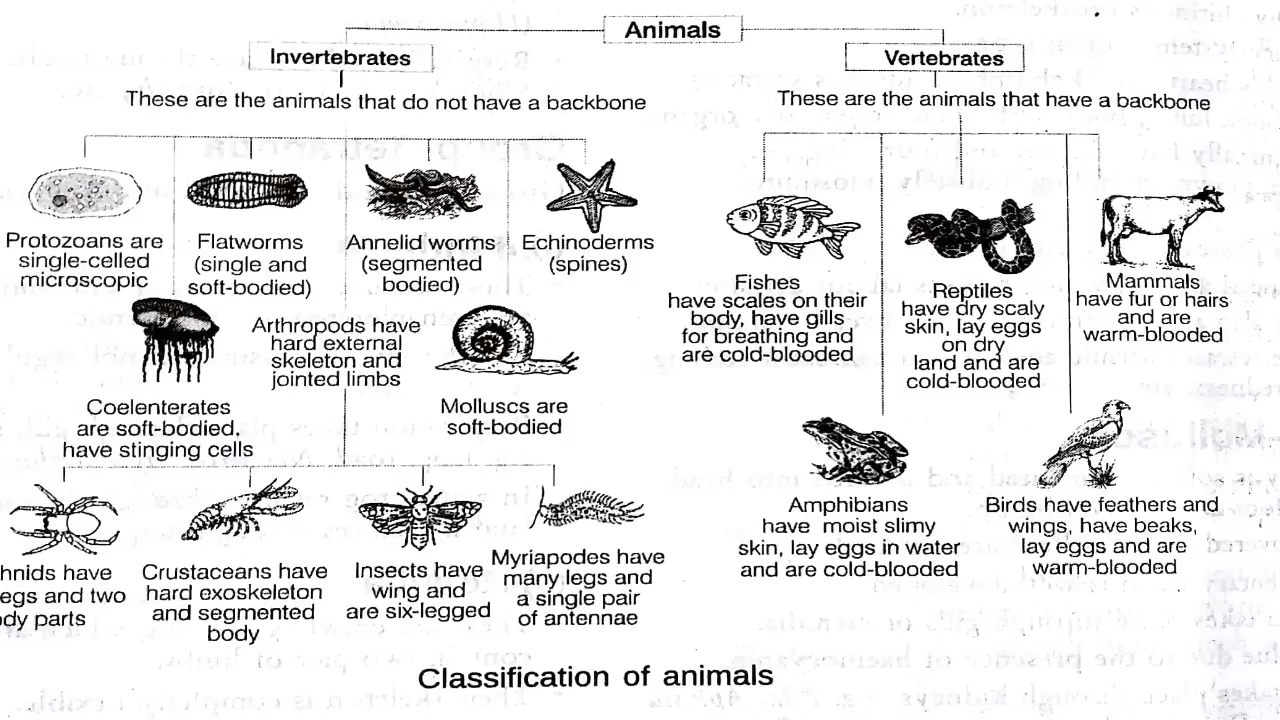 Animals
Invertebrates
These are the animals that do not have a backbone
Protozoans are
single-celled
microscopic
Flatworms
(single and
soft-bodied)
Annelid worms
(segmented
bodied)
Echinoderms
(spines)
Coelenterates
are soft-bodied,
have stinging cells
Arthropods have
hard external
skeleton and
jointed limbs
Molluscs are
soft-bodied
hnids have
egs and two
dy parts
Crustaceans have
hard exoskeleton
and segmented
body
Insects have
wing and
are six-legged
Myriapodes have
many legs and
a single pair
of antennae
Vertebrates
These are the animals that have a backbone
Fishes
have scales on their
body, have gills
for breathing and
are cold-blooded
Reptiles
have dry scaly
skin, lay eggs
on dry
land and are
cold-blooded
Mammals
have fur or hairs
and are
warm-blooded
Amphibians
have moist slimy
skin, lay eggs in water
and are cold-blooded
Birds have feathers and
wings, have beaks,
lay eggs and are
warm-blooded
Classification of animals